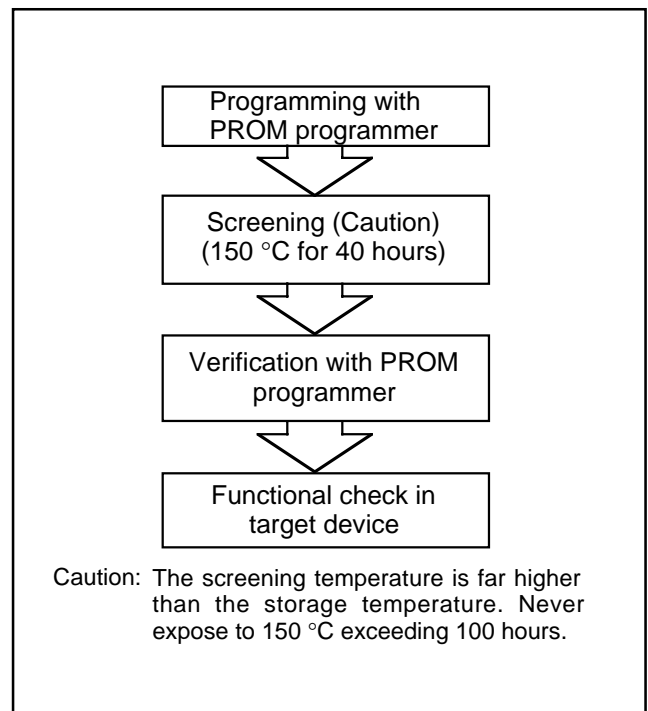 Programming with
PROM programmer
Screening (Caution)
(150 °C for 40 hours)
Verification with PROM
programmer
Functional check in
target device
Caution: The screening temperature is far higher
than the storage temperature. Never
expose to 150 °C exceeding 100 hours.